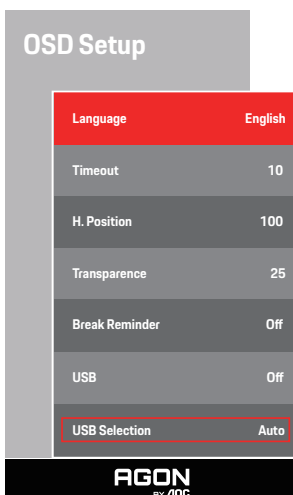 OSD Setup
Language English
Timeout 10
H. Position 100
Transparence 25
Break Reminder Off
USB Off
USB Selection Auto
AGON
BY AOC